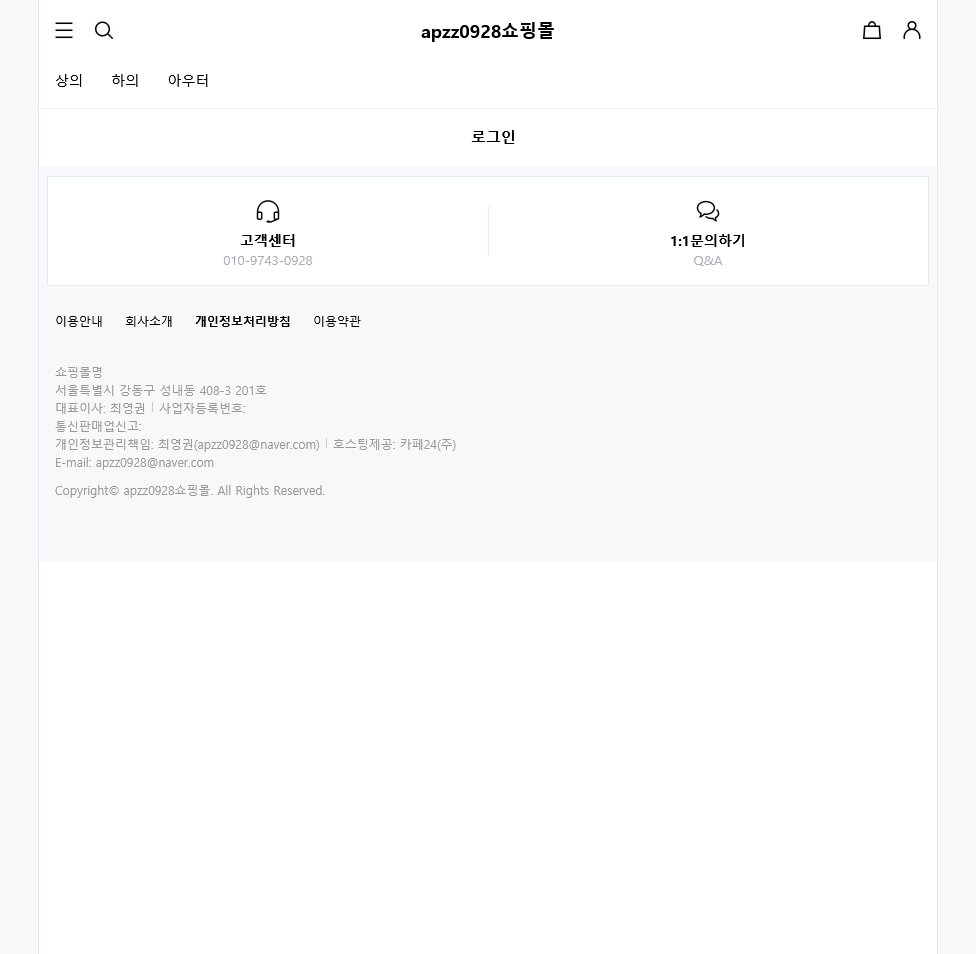 apzz0928쇼핑몰
상의 하의 아우터
로그인
고객센터
010-9743-0928
1:1문의하기
Q&A
이용안내 회사소개 개인정보처리방침 이용약관
쇼핑몰명
서울특별시 강동구 성내동 408-3 201호
대표이사: 최영권 | 사업자등록번호:
통신판매업신고:
개인정보관리책임: 최영권(apzz0928@naver.com) | 호스팅제공: 카페24(주)
E-mail: apzz0928@naver.com
Copyright© apzz0928쇼핑몰. All Rights Reserved.